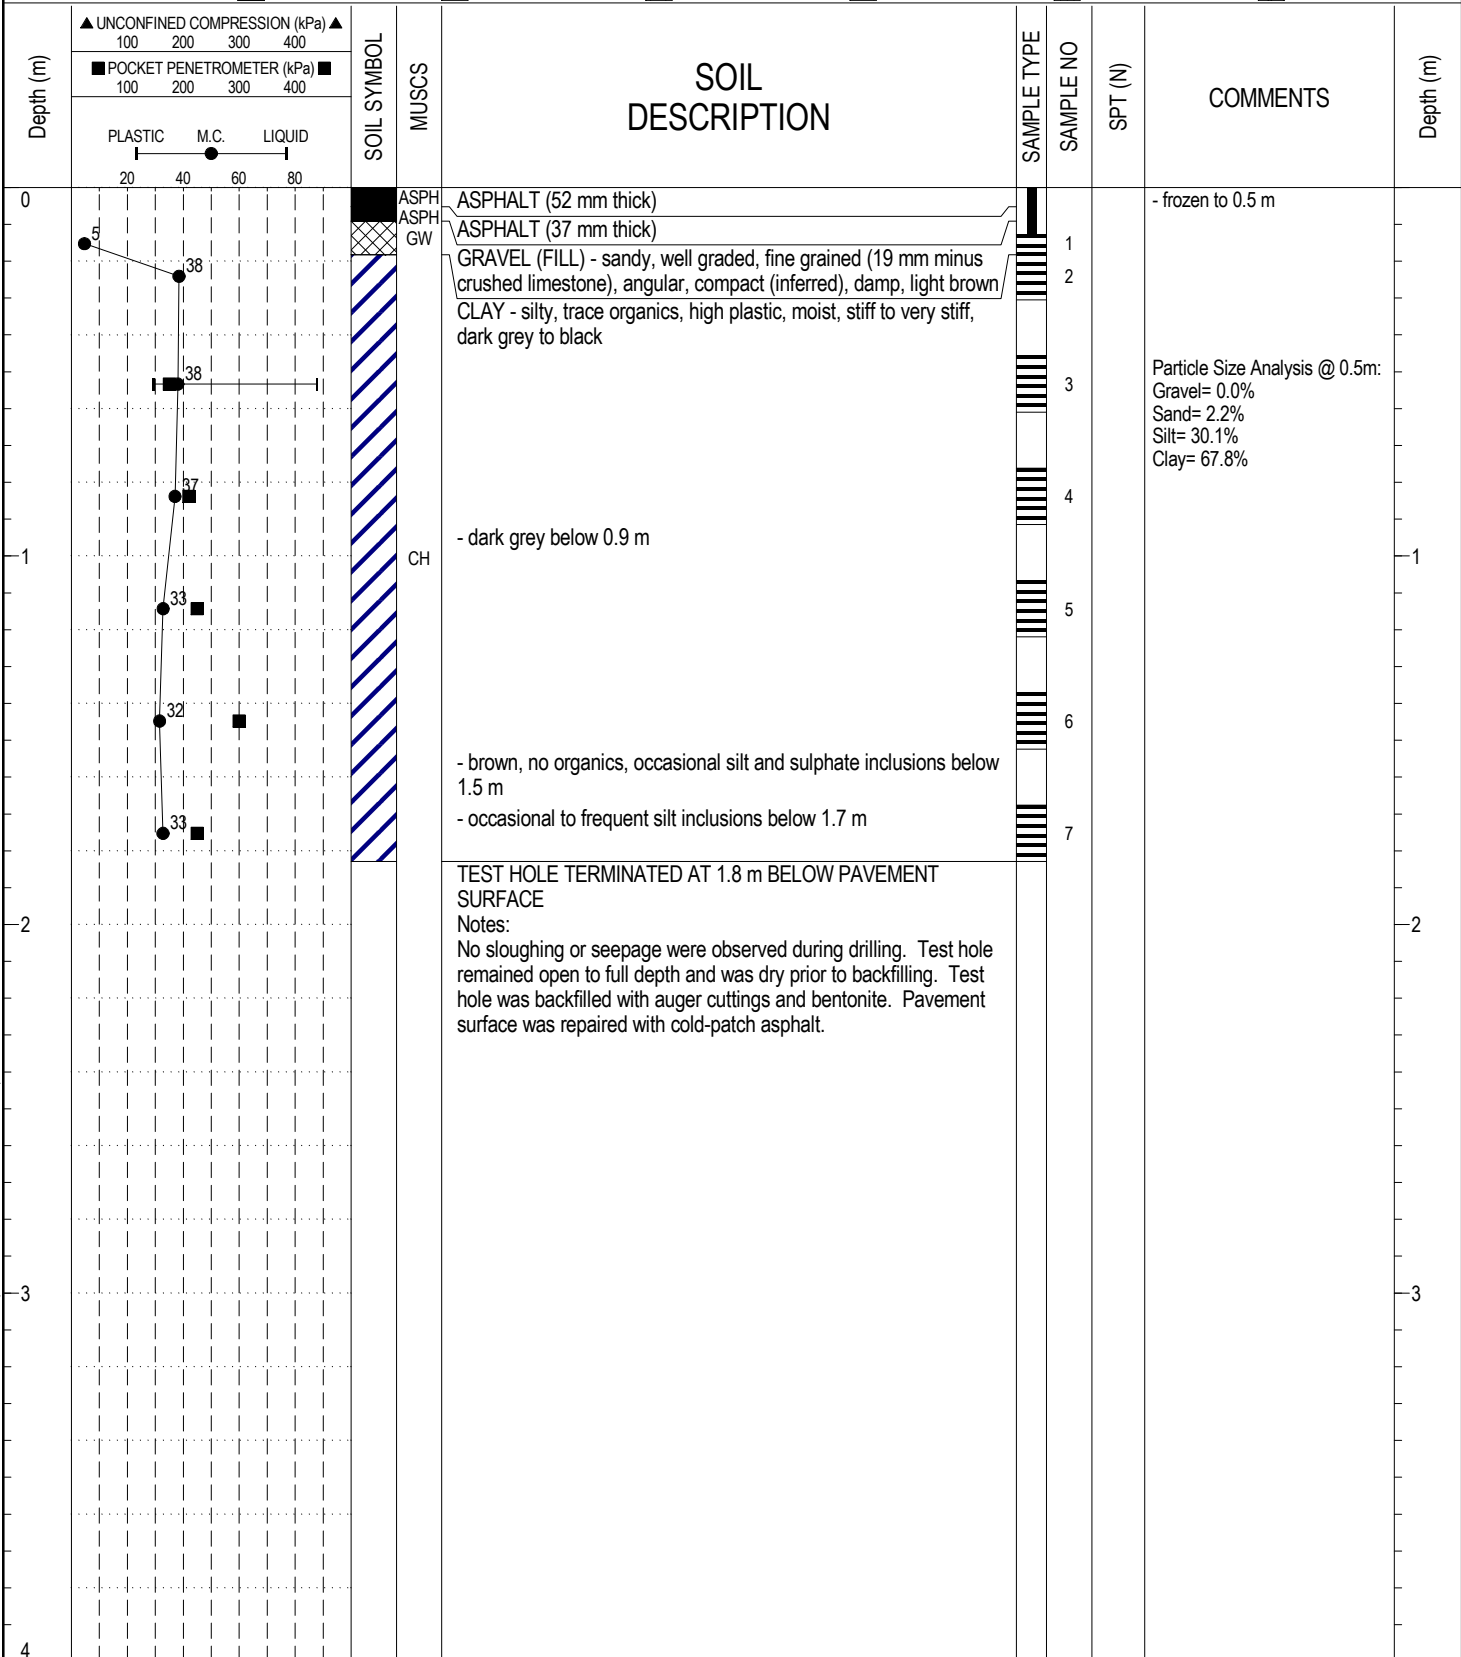 ▲ UNCONFINED COMPRESSION (kPa) ▲
100 200 300 400
■ POCKET PENETROMETER (kPa) ■
100 200 300 400
PLASTIC M.C. LIQUID
20 40 60 80
Depth (m)
SOIL SYMBOL
MUSCS
SOIL
DESCRIPTION
SAMPLE TYPE
SAMPLE NO
SPT (N)
COMMENTS
Depth (m)
0
ASPH
ASPHALT (52 mm thick)
- frozen to 0.5 m
ASPH
ASPHALT (37 mm thick)
5
GW
1
GRAVEL (FILL) - sandy, well graded, fine grained (19 mm minus
crushed limestone), angular, compact (inferred), damp, light brown
38
2
CLAY - silty, trace organics, high plastic, moist, stiff to very stiff,
dark grey to black
38
3
Particle Size Analysis @ 0.5m:
Gravel= 0.0%
Sand= 2.2%
Silt= 30.1%
Clay= 67.8%
37
4
- dark grey below 0.9 m
1
CH
1
33
5
32
6
- brown, no organics, occasional silt and sulphate inclusions below
1.5 m
- occasional to frequent silt inclusions below 1.7 m
33
7
TEST HOLE TERMINATED AT 1.8 m BELOW PAVEMENT
SURFACE
Notes:
2
2
No sloughing or seepage were observed during drilling. Test hole
remained open to full depth and was dry prior to backfilling. Test
hole was backfilled with auger cuttings and bentonite. Pavement
surface was repaired with cold-patch asphalt.
3
3
4